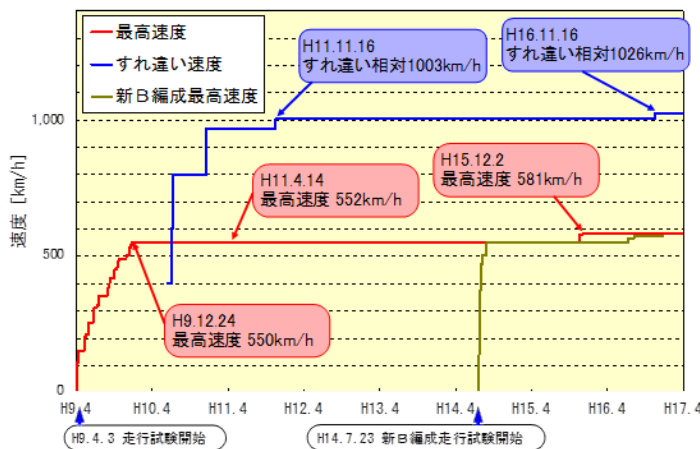 最高速度
すれ違い速度
新B編成最高速度
H11.11.16
すれ違い相対1003km/h
H16.11.16
すれ違い相対1026km/h
H11.4.14
最高速度 552km/h
H15.12.2
最高速度 581km/h
H9.12.24
最高速度 550km/h
速度 [km/h]
1,000
500
0
H9.4 H10.4 H11.4 H12.4 H13.4 H14.4 H15.4 H16.4 H17.4
H9.4.3 走行試験開始
H14.7.23 新B編成走行試験開始